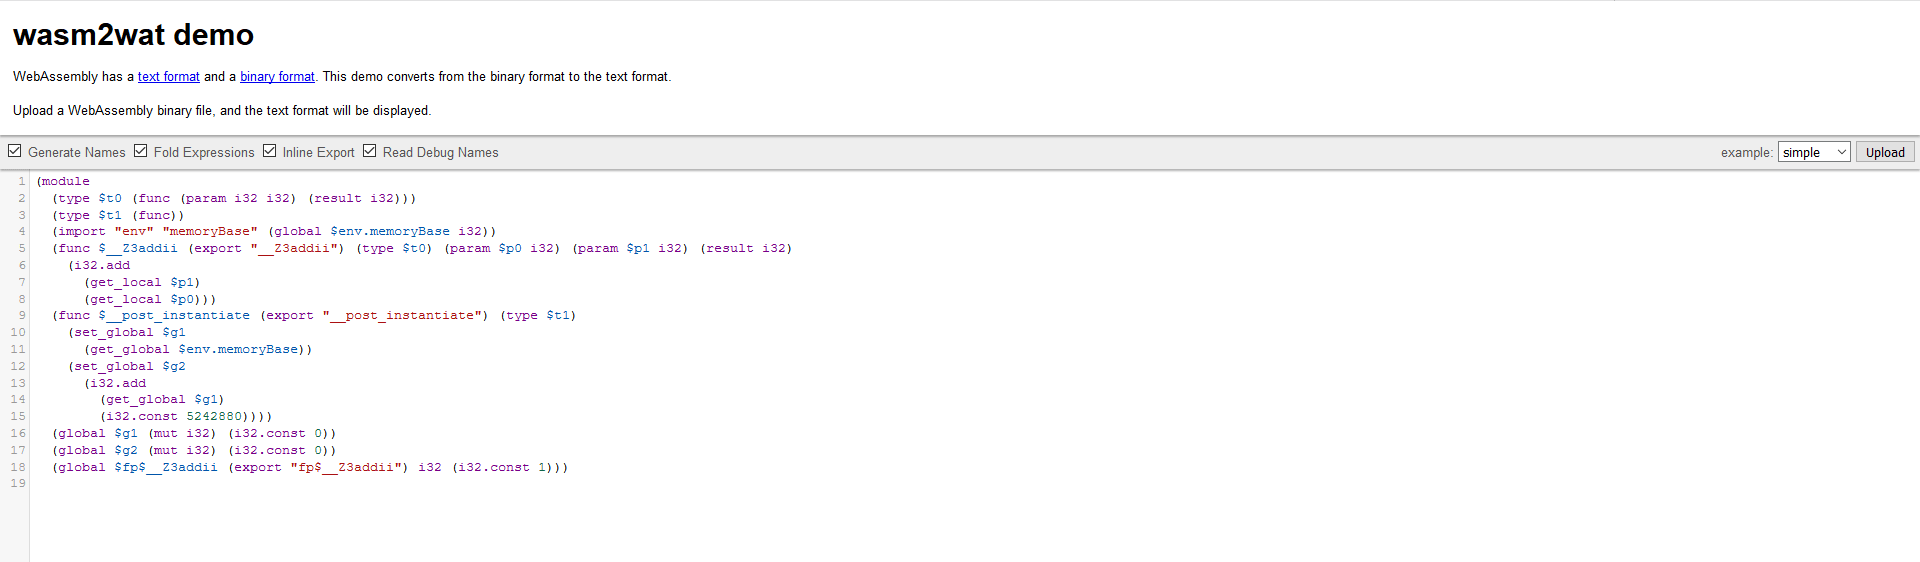 wasm2wat demo
WebAssembly has a text format and a binary format. This demo converts from the binary format to the text format.
Upload a WebAssembly binary file, and the text format will be displayed.
Generate Names Fold Expressions Inline Export Read Debug Names example: simple Upload
1 (module
2 (type $t0 (func (param i32 i32) (result i32)))
3 (type $t1 (func))
4 (import "env" "memoryBase" (global $env.memoryBase i32))
5 (func $__Z3addii (export "__Z3addii") (type $t0) (param $p0 i32) (param $p1 i32) (result i32)
6 (i32.add
7 (get_local $p1)
8 (get_local $p0)))
9 (func $__post_instantiate (export "__post_instantiate") (type $t1)
10 (set_global $g1
11 (get_global $env.memoryBase))
12 (set_global $g2
13 (i32.add
14 (get_global $g1)
15 (i32.const 5242880))))
16 (global $g1 (mut i32) (i32.const 0))
17 (global $g2 (mut i32) (i32.const 0))
18 (global $fp$__Z3addii (export "fp$__Z3addii") i32 (i32.const 1)))
19